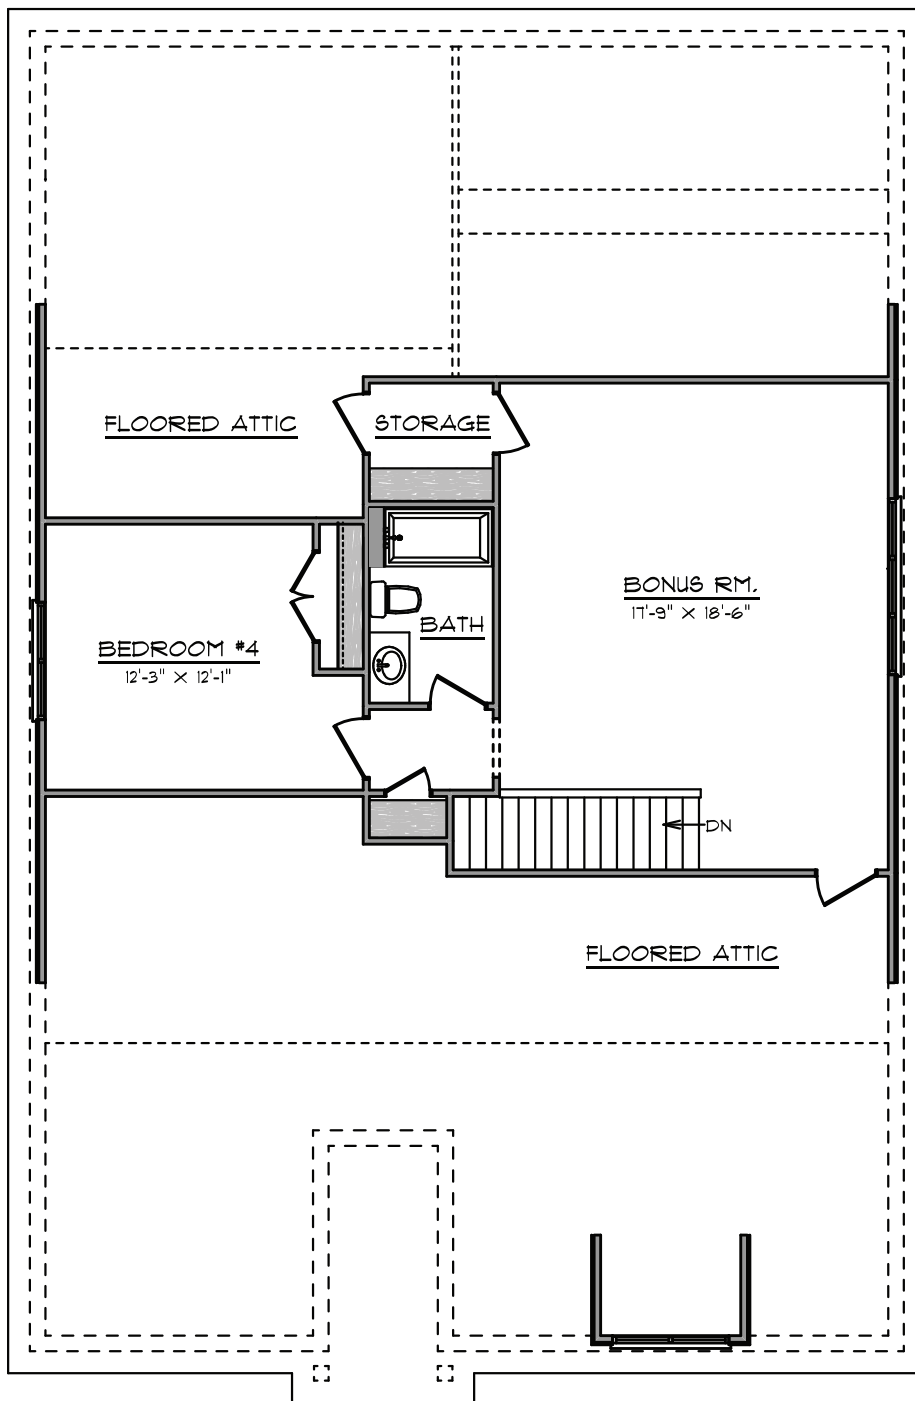 FLOORED ATTIC
STORAGE
BONUS RM.
17'-9" X 18'-6"
BATH
BEDROOM #4
12'-3" X 12'-1"
DN
FLOORED ATTIC